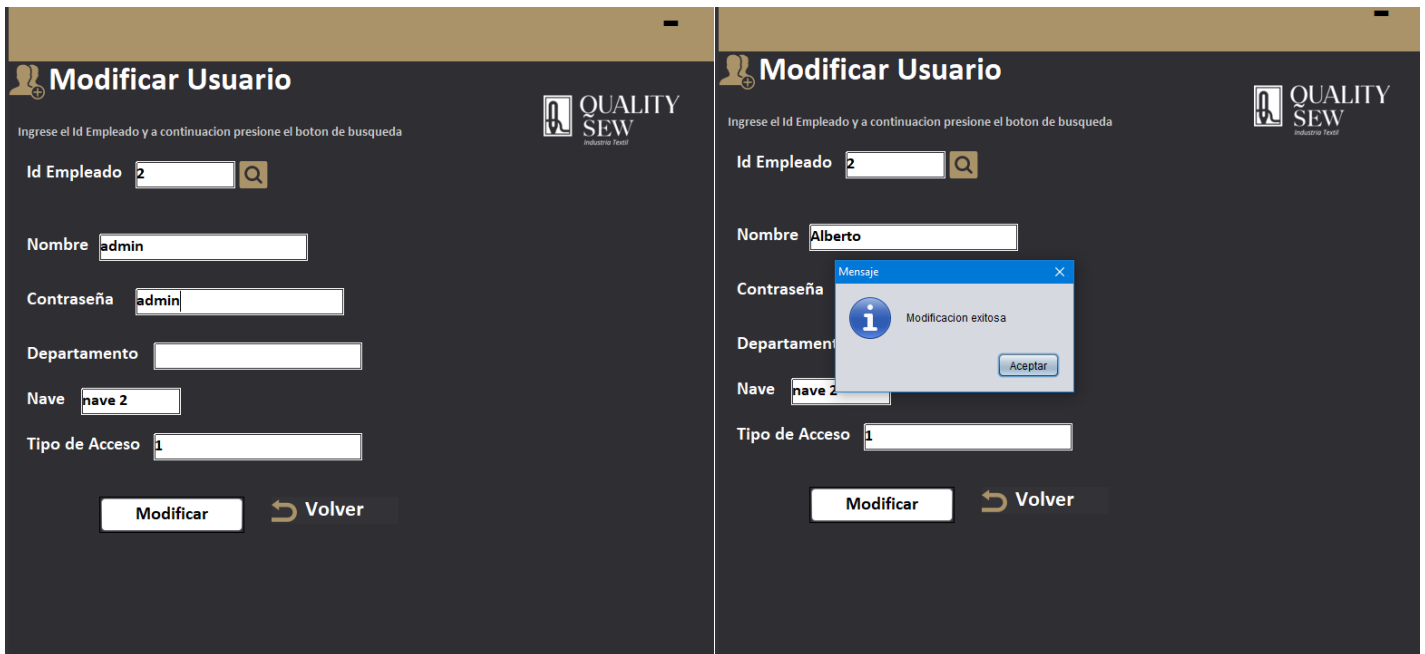 Modificar Usuario
QUALITY
SEW
Industria Textil
Ingrese el Id Empleado y a continuacion presione el boton de busqueda
Id Empleado 2
Nombre admin
Contraseña admin
Departamento
Nave nave 2
Tipo de Acceso 1
Modificar Volver
Modificar Usuario
QUALITY
SEW
Industria Textil
Ingrese el Id Empleado y a continuacion presione el boton de busqueda
Id Empleado 2
Nombre Alberto
Mensaje
Contraseña
Modificacion exitosa
Departament
Aceptar
Nave nave 2
Tipo de Acceso 1
Modificar Volver